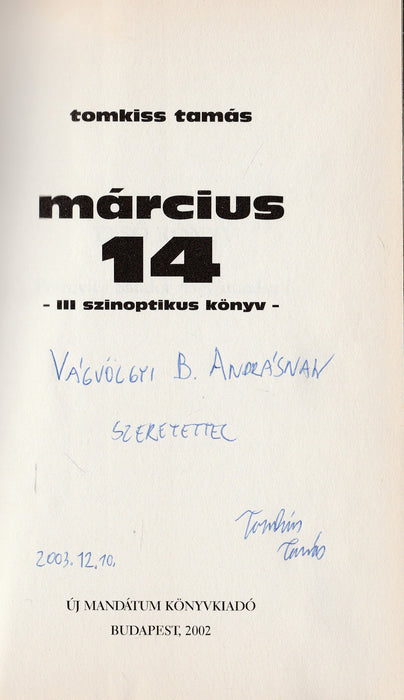 tomkiss tamás
március
14
- III szinoptikus könyv -
VÁGVÖLGYI B. ANDRÁSNAK
SZERETETTEL
Tomkiss
Tamás
2003.12.10.
ÚJ MANDÁTUM KÖNYVKIADÓ
BUDAPEST, 2002